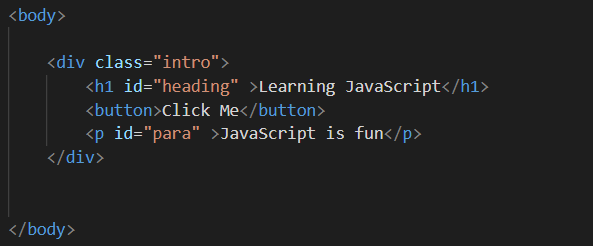 <body>
<div class="intro">
<h1 id="heading" >Learning JavaScript</h1>
<button>Click Me</button>
<p id="para" >JavaScript is fun</p>
</div>
</body>